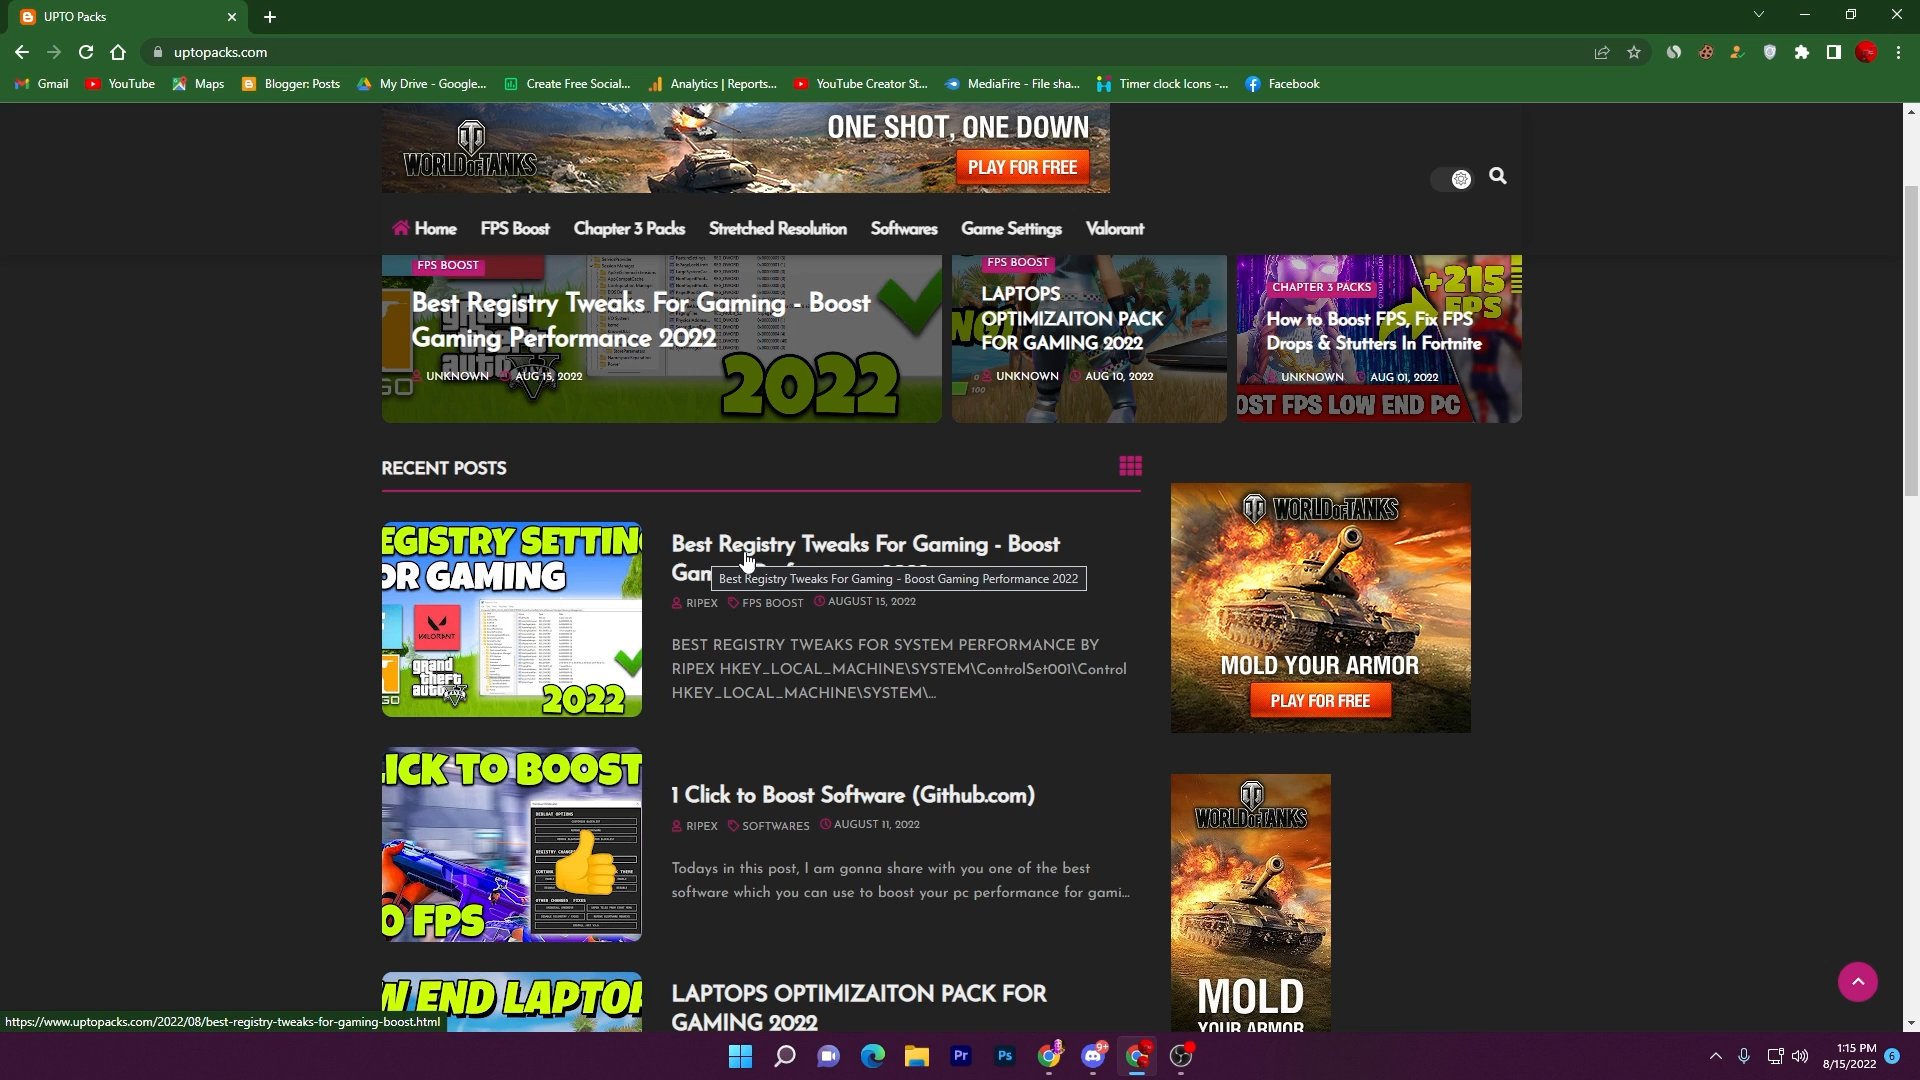 UPTO Packs
uptopacks.com
Gmail
YouTube
Maps
Blogger: Posts
My Drive - Google...
Create Free Social...
Analytics | Reports...
YouTube Creator St...
MediaFire - File sha...
Timer clock Icons -...
Facebook
WORLD OF TANKS
ONE SHOT, ONE DOWN
PLAY FOR FREE
Home
FPS Boost
Chapter 3 Packs
Stretched Resolution
Softwares
Game Settings
Valorant
FPS BOOST
Best Registry Tweaks For Gaming - Boost
Gaming Performance 2022
UNKNOWN AUG 15, 2022
2022
FPS BOOST
LAPTOPS
OPTIMIZAITON PACK
FOR GAMING 2022
UNKNOWN AUG 10, 2022
CHAPTER 3 PACKS
+215
FPS
How to Boost FPS, Fix FPS
Drops & Stutters In Fortnite
UNKNOWN AUG 01, 2022
OST FPS LOW END PC
RECENT POSTS
EGISTRY SETTIN
OR GAMING
VALORANT
grand
theft
auto
GO
2022
Best Registry Tweaks For Gaming - Boost
Best Registry Tweaks For Gaming - Boost Gaming Performance 2022
RIPEX FPS BOOST AUGUST 15, 2022
BEST REGISTRY TWEAKS FOR SYSTEM PERFORMANCE BY
RIPEX HKEY_LOCAL_MACHINE\SYSTEM\ControlSet001\Control
HKEY_LOCAL_MACHINE\SYSTEM\...
WORLD OF TANKS
MOLD YOUR ARMOR
PLAY FOR FREE
ICK TO BOOST
O FPS
1 Click to Boost Software (Github.com)
RIPEX SOFTWARES AUGUST 11, 2022
Todays in this post, I am gonna share with you one of the best
software which you can use to boost your pc performance for gami...
WORLD OF TANKS
MOLD
YOUR ARMOR
W END LAPTO
LAPTOPS OPTIMIZAITON PACK FOR
GAMING 2022
https://www.uptopacks.com/2022/08/best-registry-tweaks-for-gaming-boost.html
Pr
Ps
9+
1:15 PM
8/15/2022
6